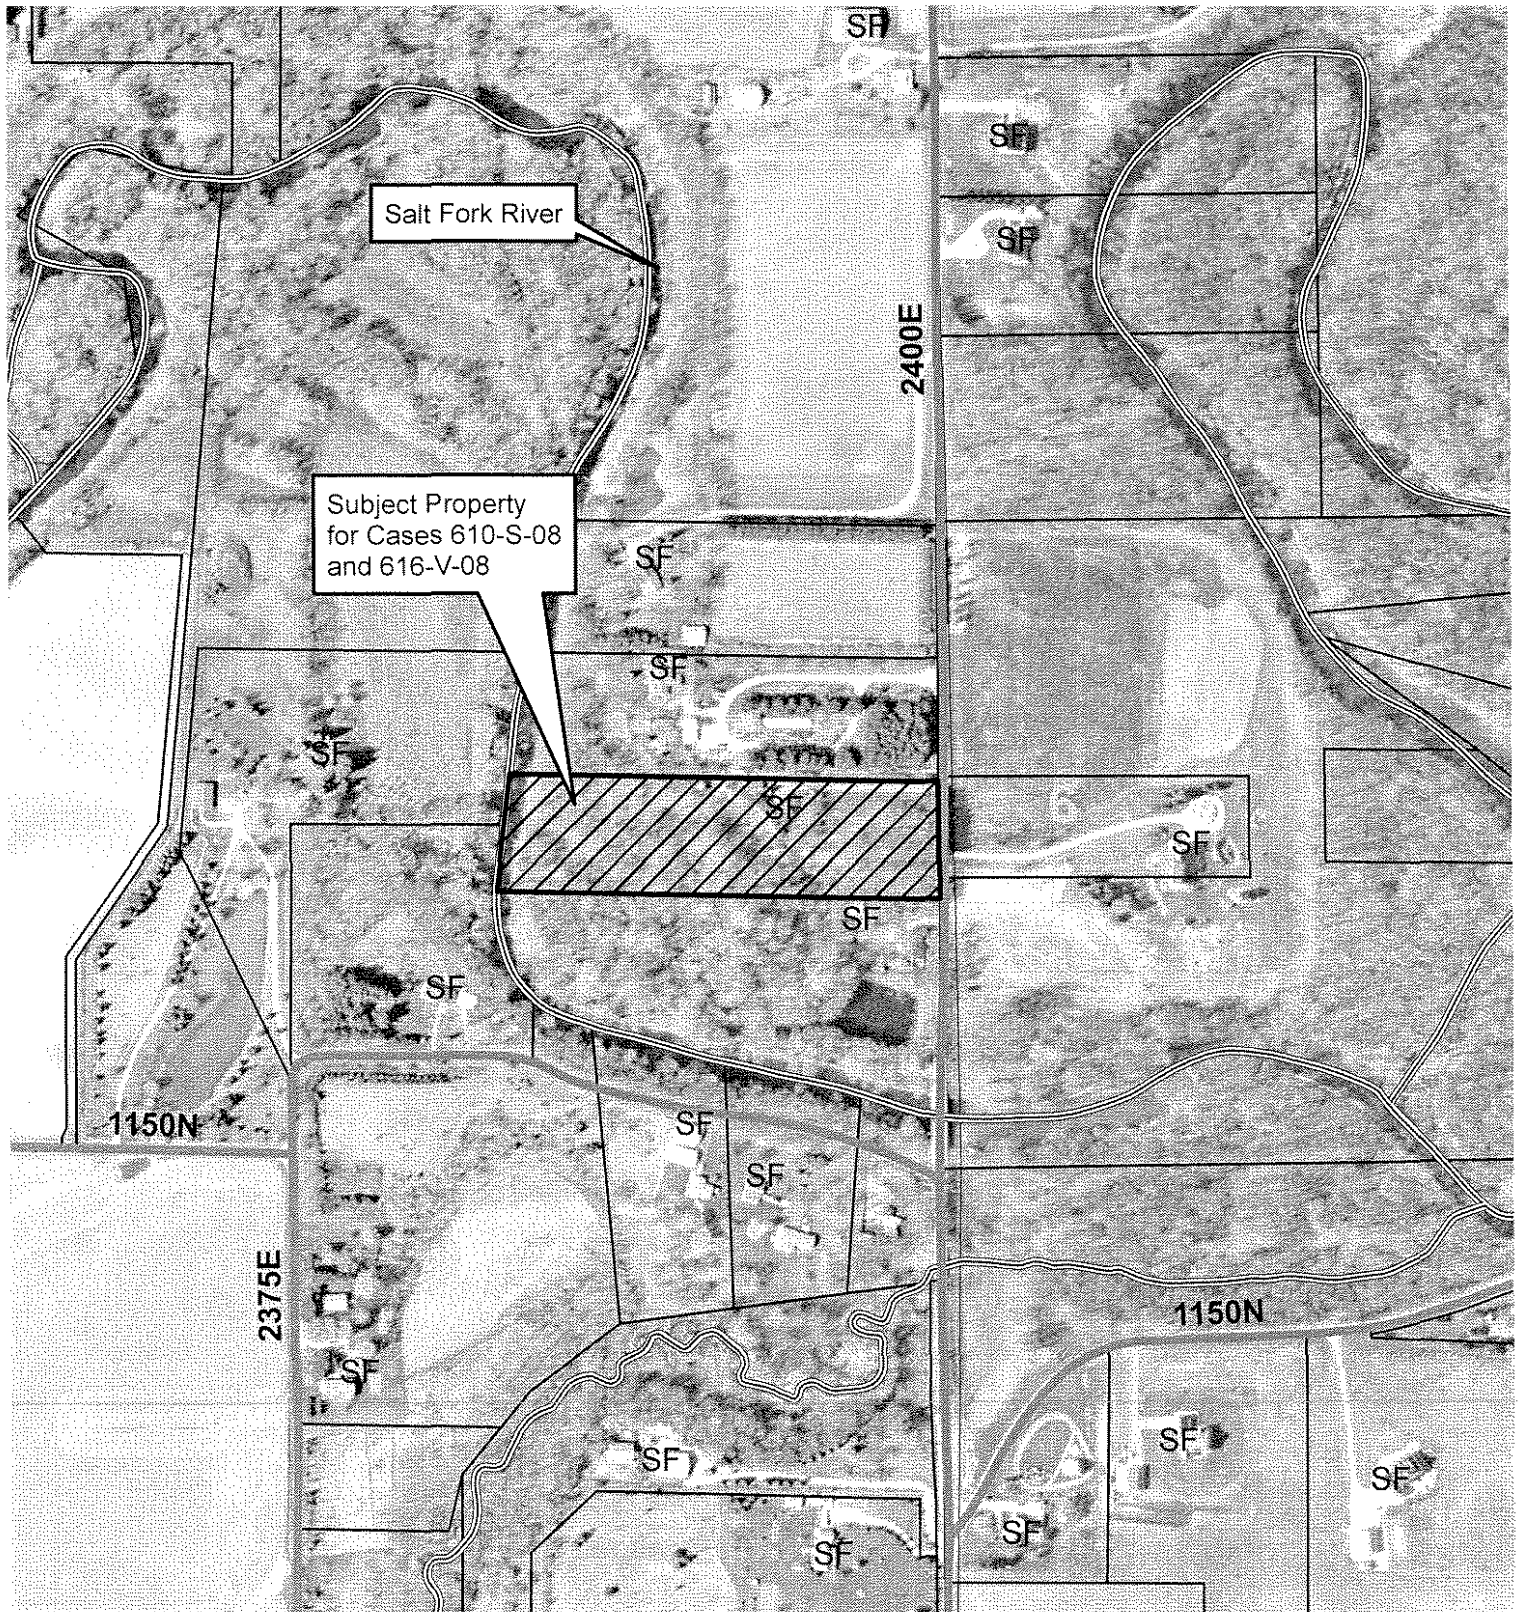 SF
SF
Salt Fork River
SF
2400E
Subject Property
for Cases 610-S-08
and 616-V-08
SF
SF
SF
SF
SF
SF
SF
1150N
SF
SF
2375E
1150N
SF
SF
SF
SF
SF
SF